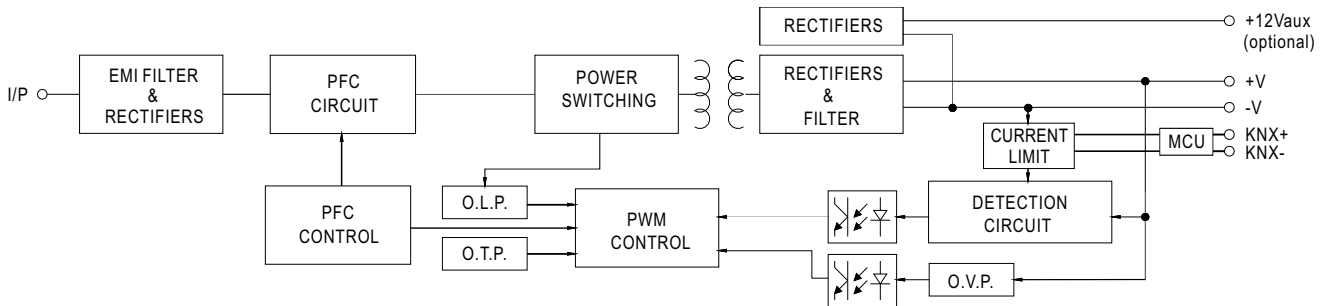 RECTIFIERS
+12Vaux
(optional)
I/P
EMI FILTER
&
RECTIFIERS
PFC
CIRCUIT
POWER
SWITCHING
RECTIFIERS
&
FILTER
+V
-V
CURRENT
LIMIT
MCU
KNX+
KNX-
PFC
CONTROL
O.L.P.
O.T.P.
PWM
CONTROL
DETECTION
CIRCUIT
O.V.P.